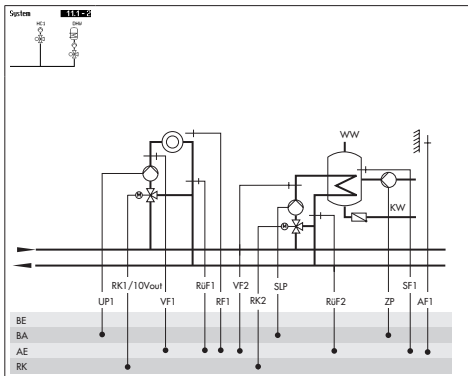 System 11.1-2
HC1 DHW
WW
KW
RK1/10Vout RüF1 VF2 SLP SF1
UP1 VF1 RF1 RK2 RüF2 ZP AF1
BE
BA
AE
RK